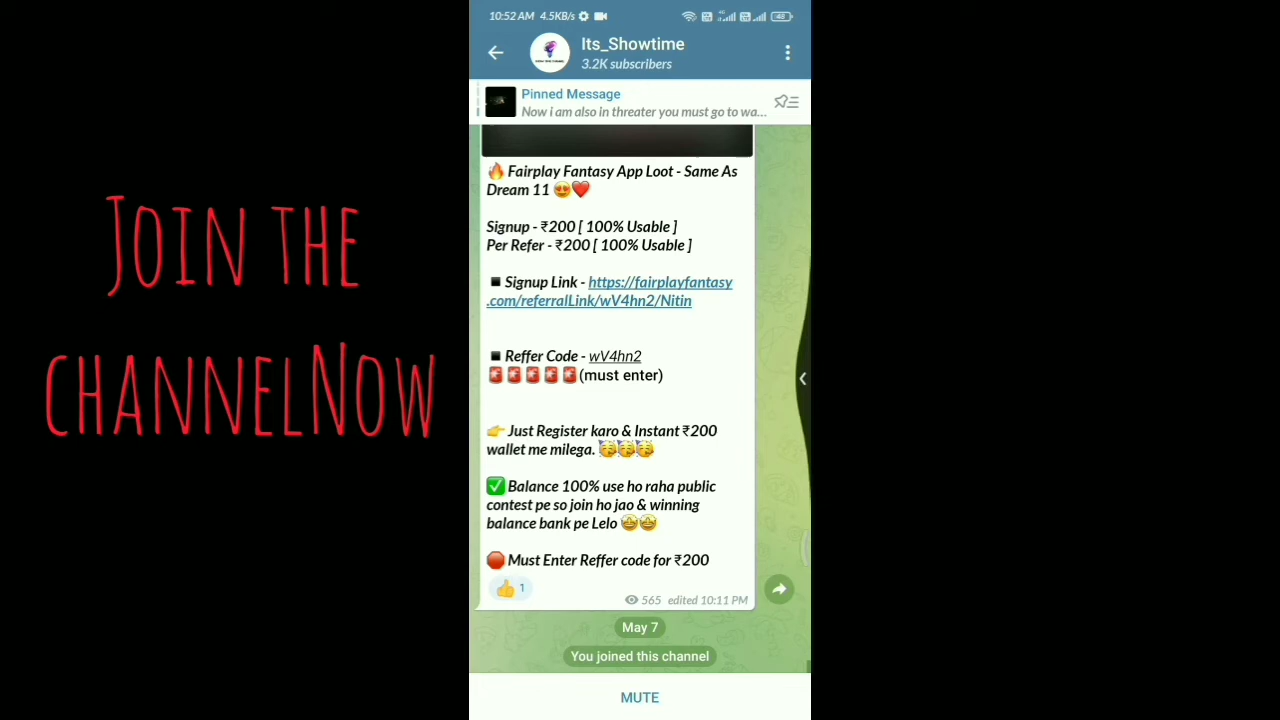 JOIN THE
CHANNELNOW
10:52 AM 4.5KB/s 48
Its_Showtime
3.2K subscribers
Pinned Message
Now i am also in threater you must go to wa...
🔥 Fairplay Fantasy App Loot - Same As
Dream 11 😍❤️
Signup - ₹200 [ 100% Usable ]
Per Refer - ₹200 [ 100% Usable ]
◾ Signup Link - https://fairplayfantasy
.com/referralLink/wV4hn2/Nitin
◾ Reffer Code - wV4hn2
🚨🚨🚨🚨🚨(must enter)
👉 Just Register karo & Instant ₹200
wallet me milega. 🥳🥳🥳
✅ Balance 100% use ho raha public
contest pe so join ho jao & winning
balance bank pe Lelo 🤩🤩
🛑 Must Enter Reffer code for ₹200
👍 1
565 edited 10:11 PM
May 7
You joined this channel
MUTE